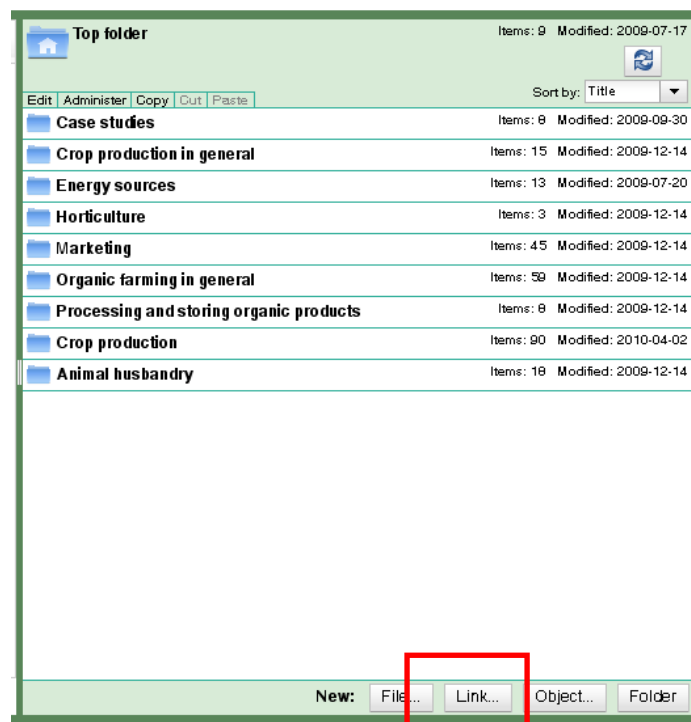 Top folder Items: 9 Modified: 2009-07-17
Sort by: Title
Edit Administer Copy Cut Paste
Case studies Items: 8 Modified: 2009-09-30
Crop production in general Items: 15 Modified: 2009-12-14
Energy sources Items: 13 Modified: 2009-07-20
Horticulture Items: 3 Modified: 2009-12-14
Marketing Items: 45 Modified: 2009-12-14
Organic farming in general Items: 59 Modified: 2009-12-14
Processing and storing organic products Items: 8 Modified: 2009-12-14
Crop production Items: 90 Modified: 2010-04-02
Animal husbandry Items: 18 Modified: 2009-12-14
New: File... Link... Object... Folder